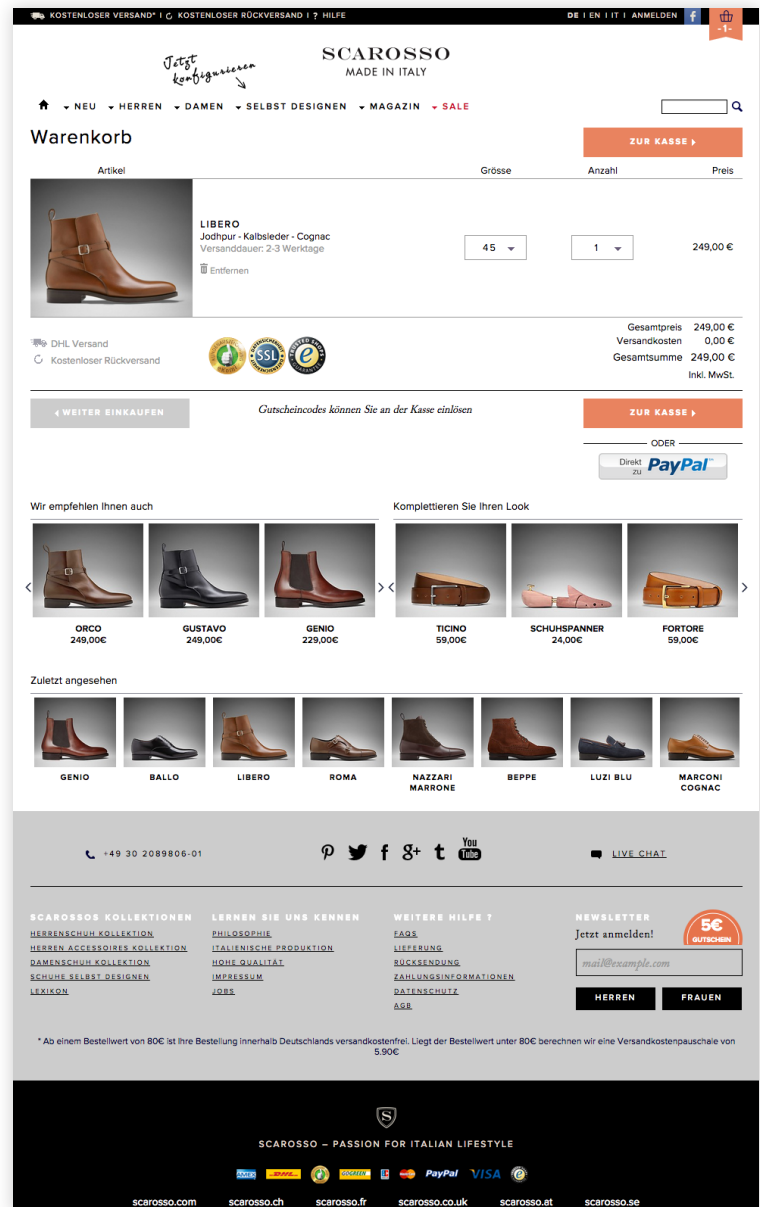 KOSTENLOSER VERSAND* I KOSTENLOSER RÜCKVERSAND I ? HILFE
DE I EN I IT I ANMELDEN f
-1-
Jetzt
konfigurieren
SCAROSSO
MADE IN ITALY
NEU HERREN DAMEN SELBST DESIGNEN MAGAZIN SALE
Warenkorb
ZUR KASSE
Artikel Grösse Anzahl Preis
LIBERO
Jodhpur - Kalbsleder - Cognac
Versanddauer: 2-3 Werktage
Entfernen
45 1 249,00 €
DHL Versand
Kostenloser Rückversand
SSL
TRUSTED SHOPS
GUARANTEE
Gesamtpreis 249,00 €
Versandkosten 0,00 €
Gesamtsumme 249,00 €
Inkl. MwSt.
WEITER EINKAUFEN
Gutscheincodes können Sie an der Kasse einlösen
ZUR KASSE
ODER
Direkt zu PayPal™
Wir empfehlen Ihnen auch
ORCO GUSTAVO GENIO
249,00€ 249,00€ 229,00€
Komplettieren Sie Ihren Look
TICINO SCHUHSPANNER FORTORE
59,00€ 24,00€ 59,00€
Zuletzt angesehen
GENIO BALLO LIBERO ROMA NAZZARI MARRONE BEPPE LUZI BLU MARCONI COGNAC
+49 30 2089806-01
f g+ t You Tube
LIVE CHAT
SCAROSSOS KOLLEKTIONEN
HERRENSCHUH KOLLEKTION
HERREN ACCESSOIRES KOLLEKTION
DAMENSCHUH KOLLEKTION
SCHUHE SELBST DESIGNEN
LEXIKON
LERNEN SIE UNS KENNEN
PHILOSOPHIE
ITALIENISCHE PRODUKTION
HOHE QUALITÄT
IMPRESSUM
JOBS
WEITERE HILFE ?
FAQS
LIEFERUNG
RÜCKSENDUNG
ZAHLUNGSINFORMATIONEN
DATENSCHUTZ
AGB
NEWSLETTER
Jetzt anmelden!
5€
GUTSCHEIN
mail@example.com
HERREN FRAUEN
* Ab einem Bestellwert von 80€ ist Ihre Bestellung innerhalb Deutschlands versandkostenfrei. Liegt der Bestellwert unter 80€ berechnen wir eine Versandkostenpauschale von
5.90€
S
SCAROSSO – PASSION FOR ITALIAN LIFESTYLE
AMEX DHL GOGREEN PayPal VISA
scarosso.com scarosso.ch scarosso.fr scarosso.co.uk scarosso.at scarosso.se